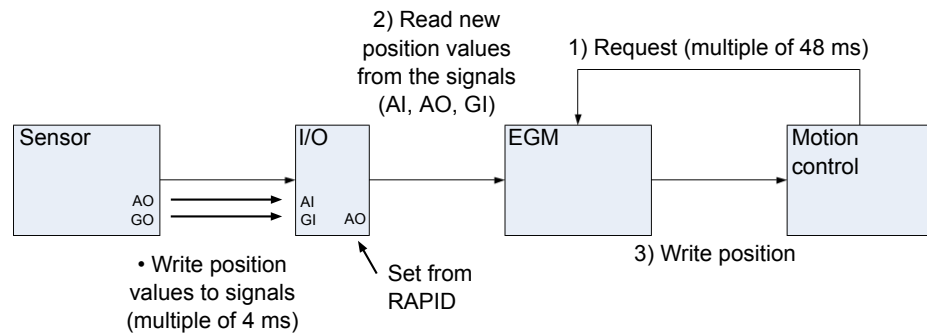 2) Read new
position values
from the signals
(AI, AO, GI)
1) Request (multiple of 48 ms)
Sensor
I/O
EGM
Motion
control
AO
GO
AI
GI
AO
3) Write position
• Write position
values to signals
(multiple of 4 ms)
Set from
RAPID